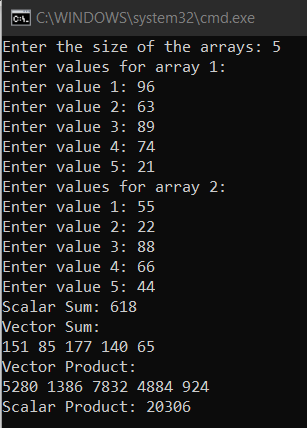 C:\WINDOWS\system32\cmd.exe
Enter the size of the arrays: 5
Enter values for array 1:
Enter value 1: 96
Enter value 2: 63
Enter value 3: 89
Enter value 4: 74
Enter value 5: 21
Enter values for array 2:
Enter value 1: 55
Enter value 2: 22
Enter value 3: 88
Enter value 4: 66
Enter value 5: 44
Scalar Sum: 618
Vector Sum:
151 85 177 140 65
Vector Product:
5280 1386 7832 4884 924
Scalar Product: 20306